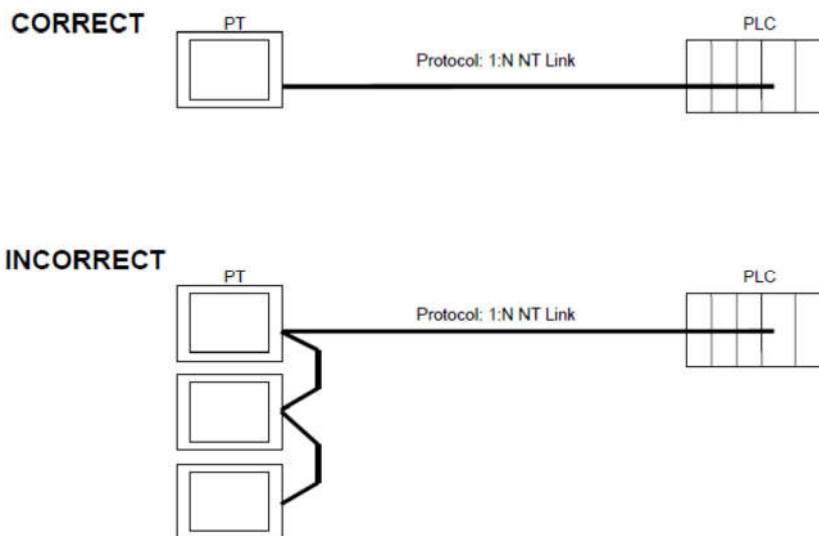 CORRECT
PT
PLC
Protocol: 1:N NT Link
INCORRECT
PT
PLC
Protocol: 1:N NT Link